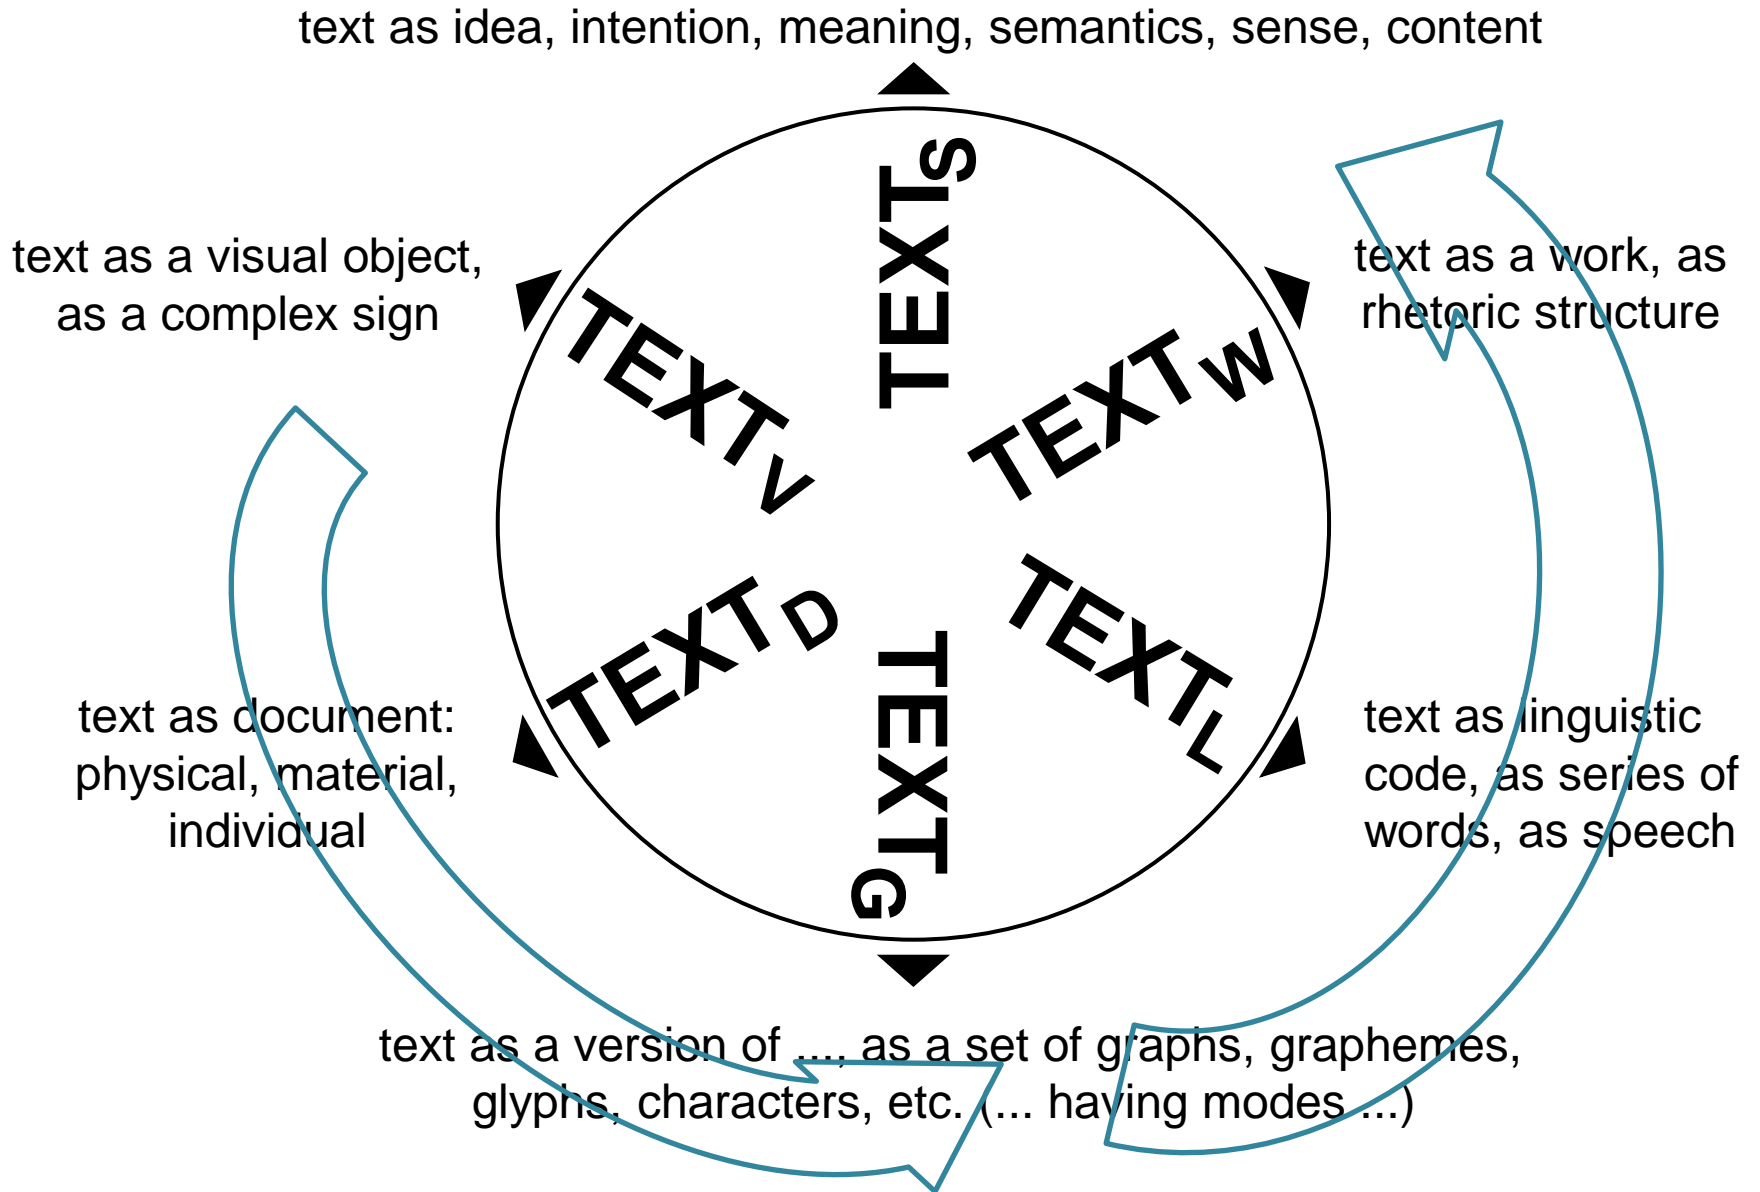 text as idea, intention, meaning, semantics, sense, content
text as a visual object,
as a complex sign
TEXTS
text as a work, as
rhetoric structure
TEXTV
TEXTW
TEXTD
TEXTL
text as document:
physical, material,
individual
TEXTG
text as linguistic
code, as series of
words, as speech
text as a version of ...., as a set of graphs, graphemes,
glyphs, characters, etc. (... having modes ...)